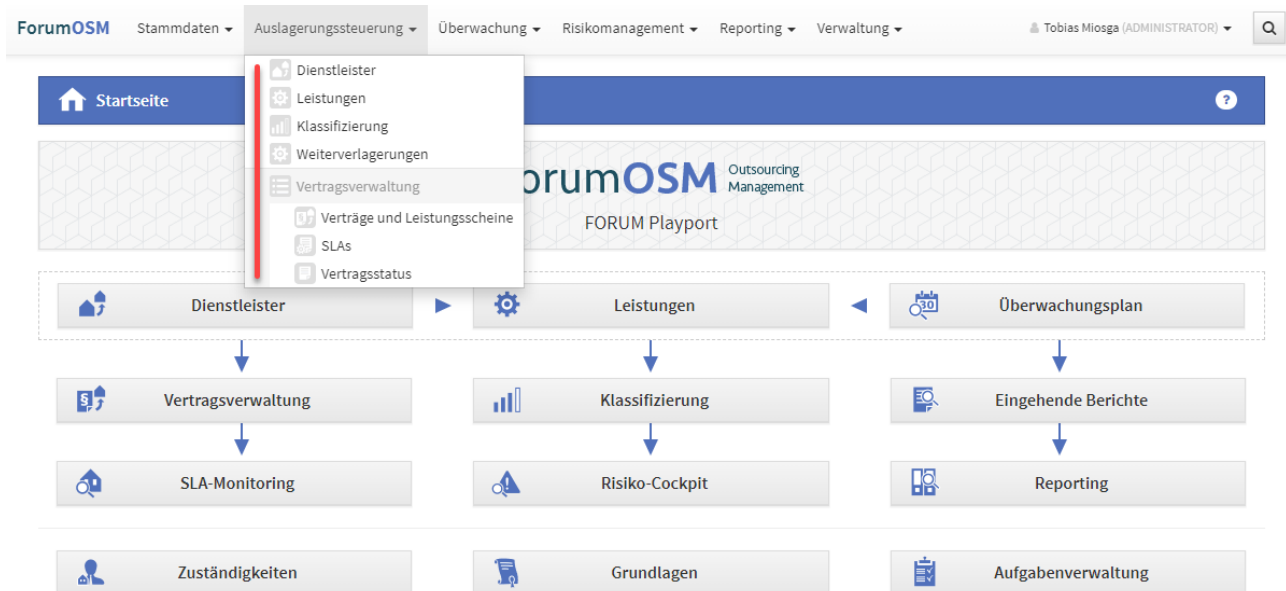 ForumOSM Stammdaten Auslagerungssteuerung Überwachung Risikomanagement Reporting Verwaltung Tobias Miosga (ADMINISTRATOR)
Dienstleister
Leistungen
Klassifizierung
Weiterverlagerungen
Vertragsverwaltung
Verträge und Leistungsscheine
SLAs
Vertragsstatus
Startseite ?
orumOSM Outsourcing
Management
FORUM Playport
Dienstleister Leistungen 30 Überwachungsplan
§ Vertragsverwaltung Klassifizierung Eingehende Berichte
SLA-Monitoring Risiko-Cockpit Reporting
Zuständigkeiten Grundlagen Aufgabenverwaltung